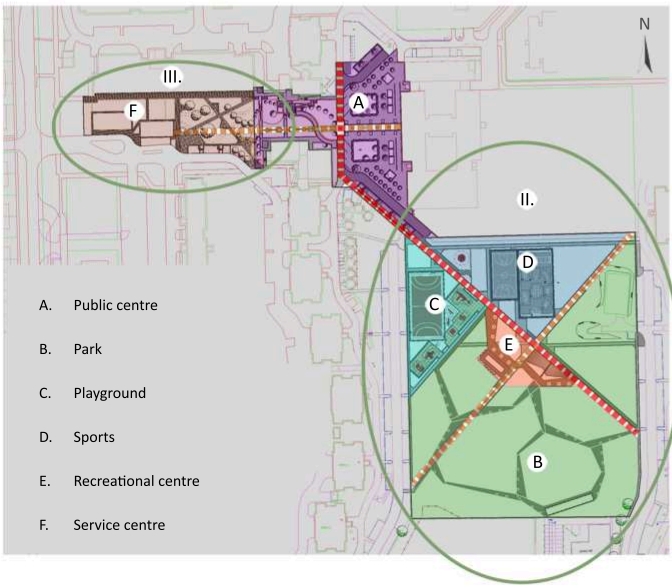 N
III.
F
A
II.
D
C
E
B
A. Public centre
B. Park
C. Playground
D. Sports
E. Recreational centre
F. Service centre